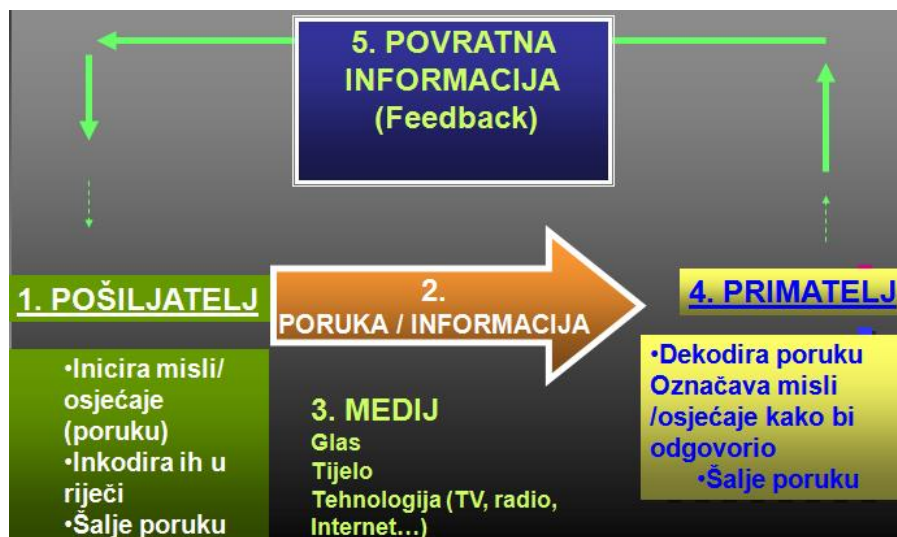 5. POVRATNA
INFORMACIJA
(Feedback)
1. POŠILJATELJ
2.
PORUKA / INFORMACIJA
4. PRIMATELJ
•Inicira misli/
osjećaje
(poruku)
•Inkodira ih u
riječi
•Šalje poruku
3. MEDIJ
Glas
Tijelo
Tehnologija (TV, radio,
Internet…)
•Dekodira poruku
Označava misli
/osjećaje kako bi
odgovorio
•Šalje poruku